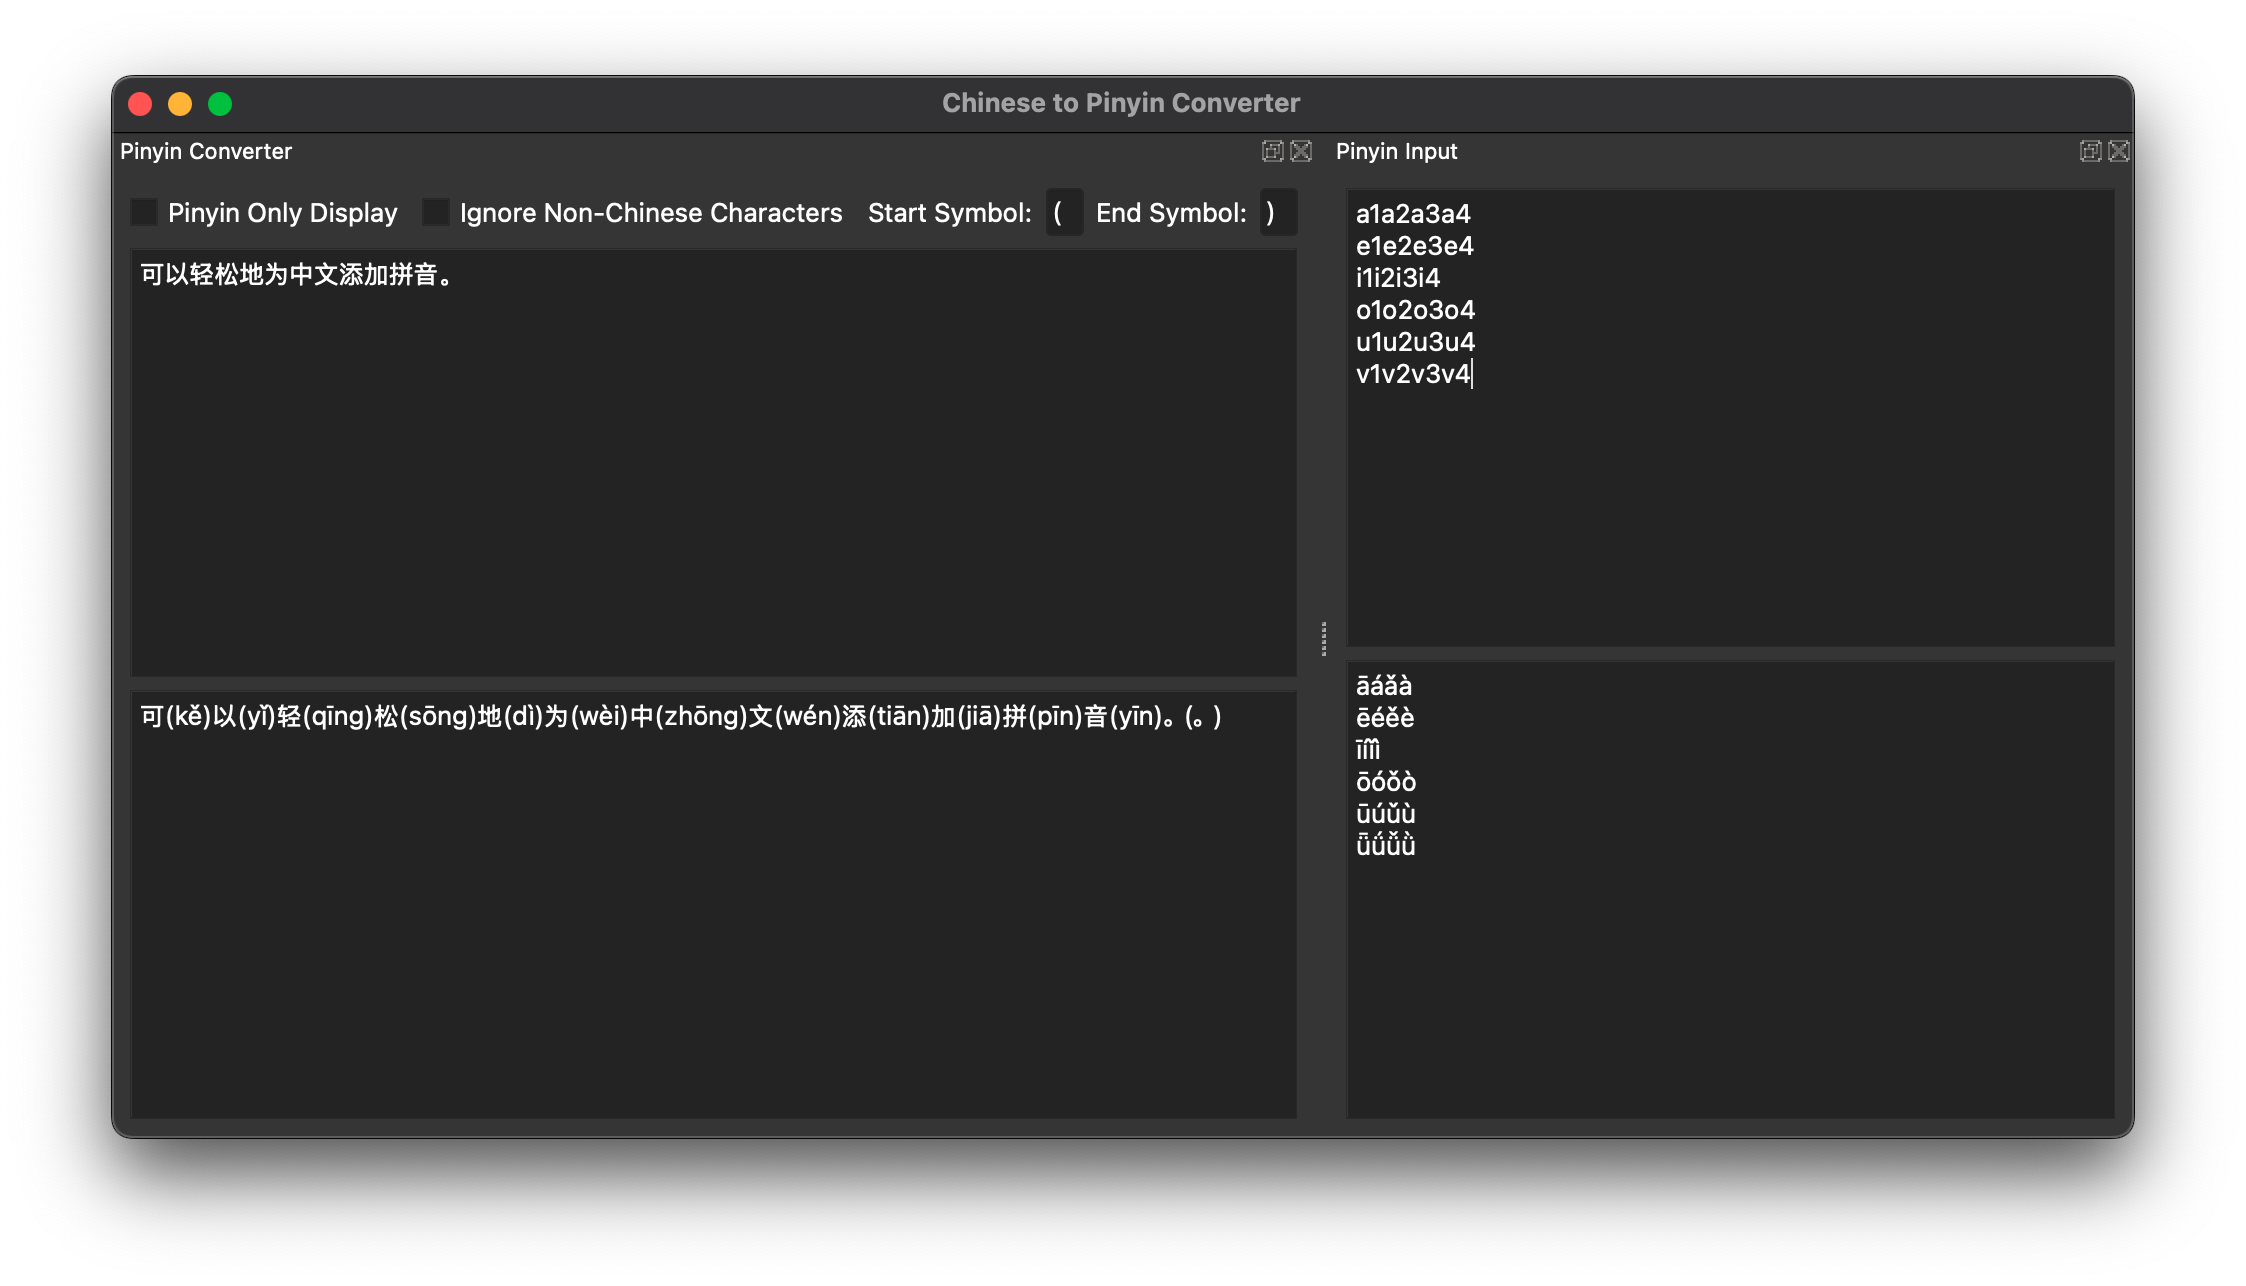 Chinese to Pinyin Converter
Pinyin Converter
Pinyin Only Display Ignore Non-Chinese Characters Start Symbol: ( End Symbol: )
可以轻松地为中文添加拼音。
可(kě)以(yǐ)轻(qīng)松(sōng)地(dì)为(wèi)中(zhōng)文(wén)添(tiān)加(jiā)拼(pīn)音(yīn)。(。)
Pinyin Input
a1a2a3a4
e1e2e3e4
i1i2i3i4
o1o2o3o4
u1u2u3u4
v1v2v3v4
āáǎà
ēéěè
īíǐì
ōóǒò
ūúǔù
ǖǘǚǜ